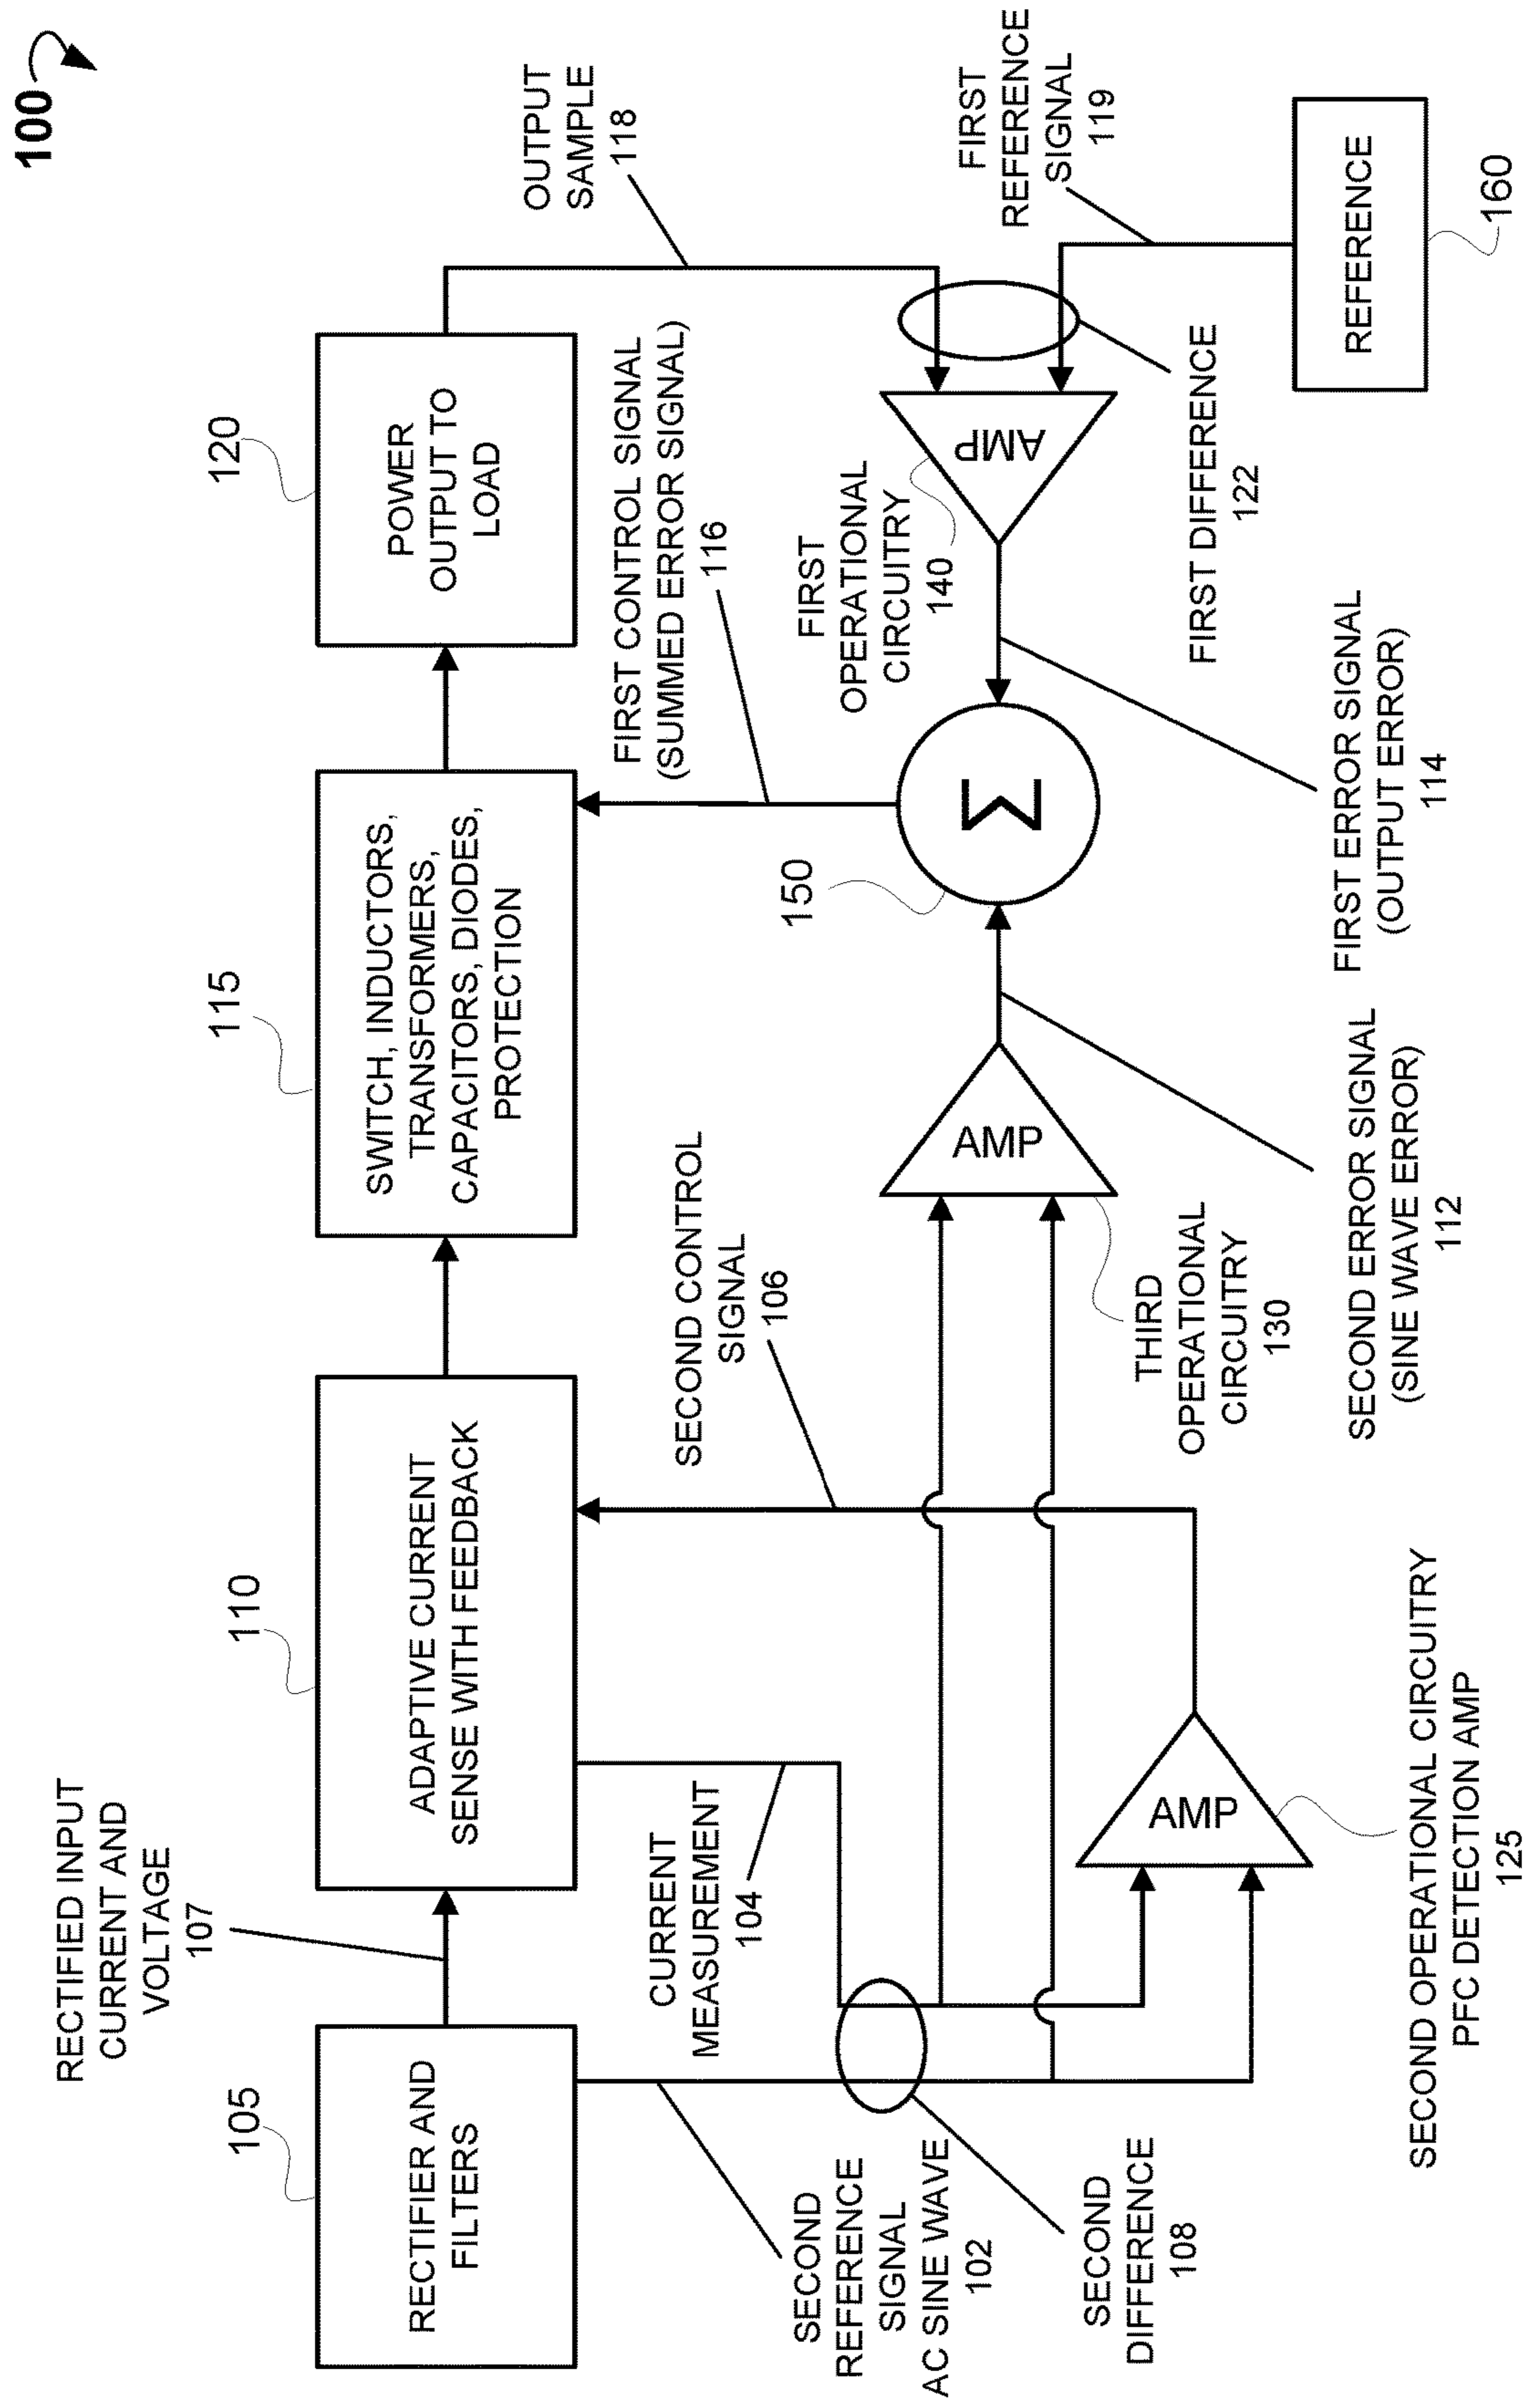 100
RECTIFIED INPUT
CURRENT AND
VOLTAGE
107
105
RECTIFIER AND
FILTERS
110
ADAPTIVE CURRENT
SENSE WITH FEEDBACK
115
SWITCH, INDUCTORS,
TRANSFORMERS,
CAPACITORS, DIODES,
PROTECTION
120
POWER
OUTPUT TO
LOAD
OUTPUT
SAMPLE
118
SECOND
REFERENCE
SIGNAL
AC SINE WAVE
102
CURRENT
MEASUREMENT
104
SECOND CONTROL
SIGNAL
106
FIRST CONTROL SIGNAL
(SUMMED ERROR SIGNAL)
116
150
Σ
FIRST
OPERATIONAL
CIRCUITRY
140
AMP
FIRST
REFERENCE
SIGNAL
119
SECOND
DIFFERENCE
108
AMP
THIRD
OPERATIONAL
CIRCUITRY
130
FIRST DIFFERENCE
122
REFERENCE
160
AMP
SECOND OPERATIONAL CIRCUITRY
PFC DETECTION AMP
125
SECOND ERROR SIGNAL
(SINE WAVE ERROR)
112
FIRST ERROR SIGNAL
(OUTPUT ERROR)
114